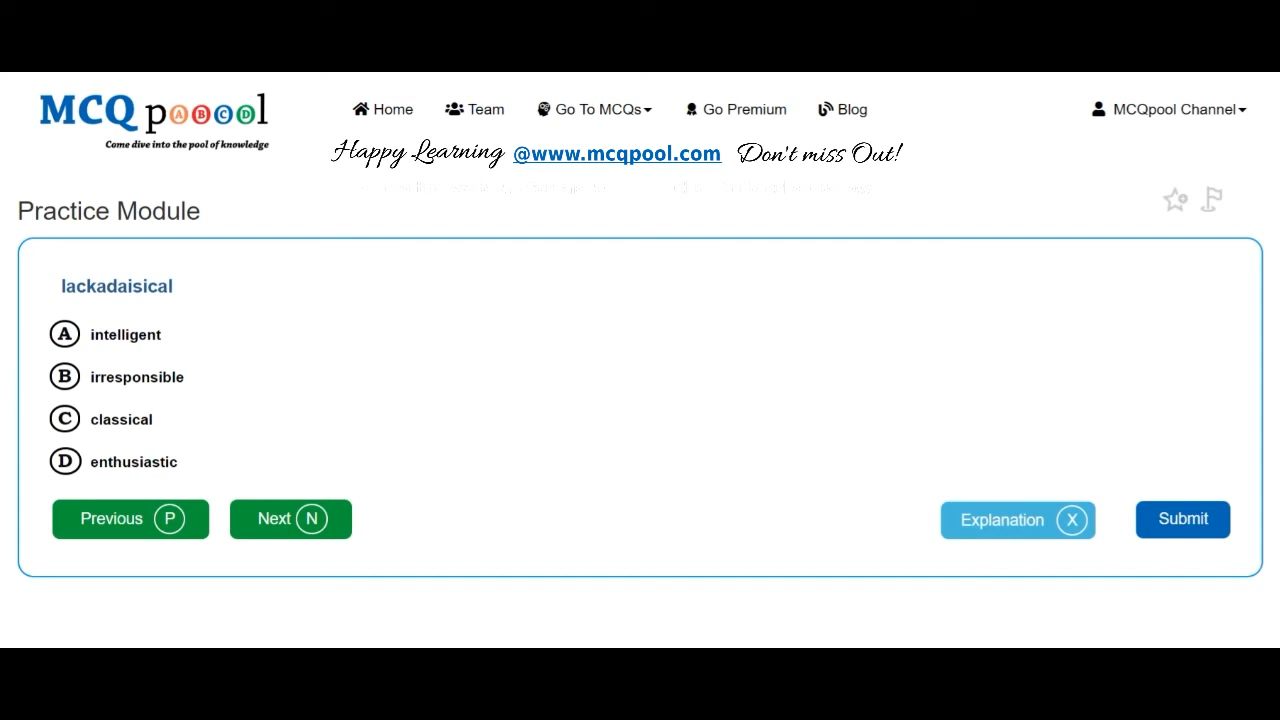 MCQ pooool
Come dive into the pool of knowledge
Home Team Go To MCQs Go Premium Blog MCQpool Channel
Happy Learning @www.mcqpool.com Don't miss Out!
Practice Module
lackadaisical
A intelligent
B irresponsible
C classical
D enthusiastic
Previous P Next N Explanation X Submit